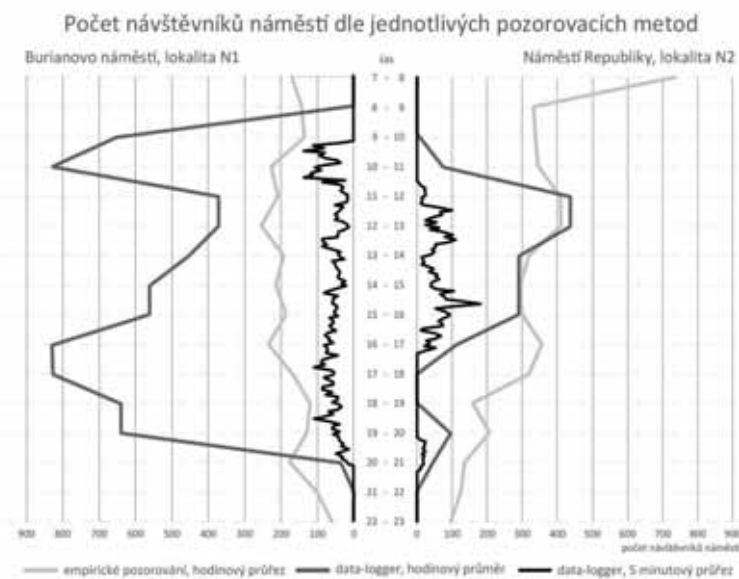 Počet návštěvníků náměstí dle jednotlivých pozorovacích metod
Burianovo náměstí, lokalita N1
čas
Náměstí Republiky, lokalita N2
7 - 8
8 - 9
9 - 10
10 - 11
11 - 12
12 - 13
13 - 14
14 - 15
15 - 16
16 - 17
17 - 18
18 - 19
19 - 20
20 - 21
21 - 22
22 - 23
900 800 700 600 500 400 300 200 100 0
0 100 200 300 400 500 600 700 800 900
počet návštěvníků náměstí
empirické pozorování, hodinový průřez
data-logger, hodinový průměr
data-logger, 5 minutový průřez